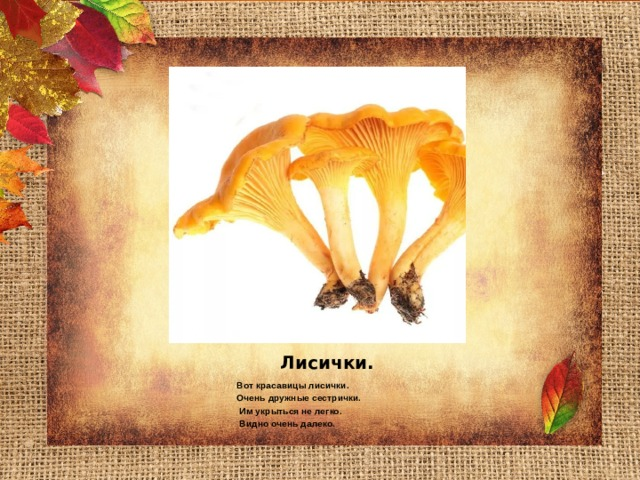 Лисички.
Вот красавицы лисички.
Очень дружные сестрички.
Им укрыться не легко.
Видно очень далеко.